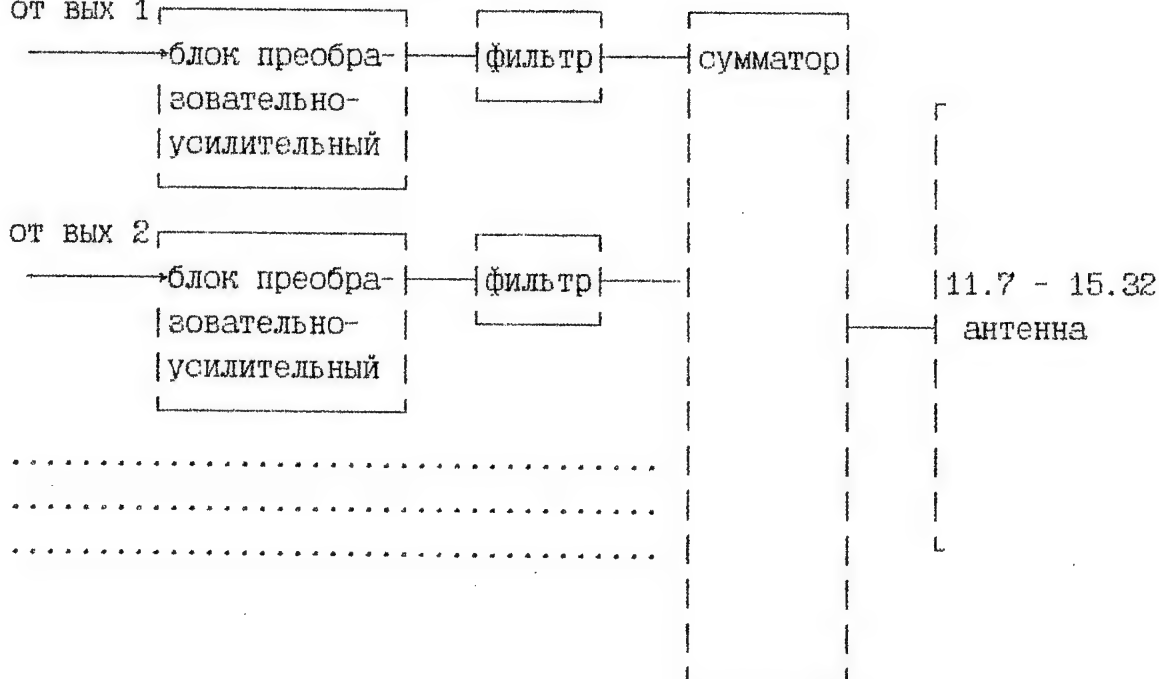 от вых 1
блок преобра- фильтр сумматор
зовательно-
усилительный
от вых 2
блок преобра- фильтр 11.7 - 15.32
зовательно- антенна
усилительный